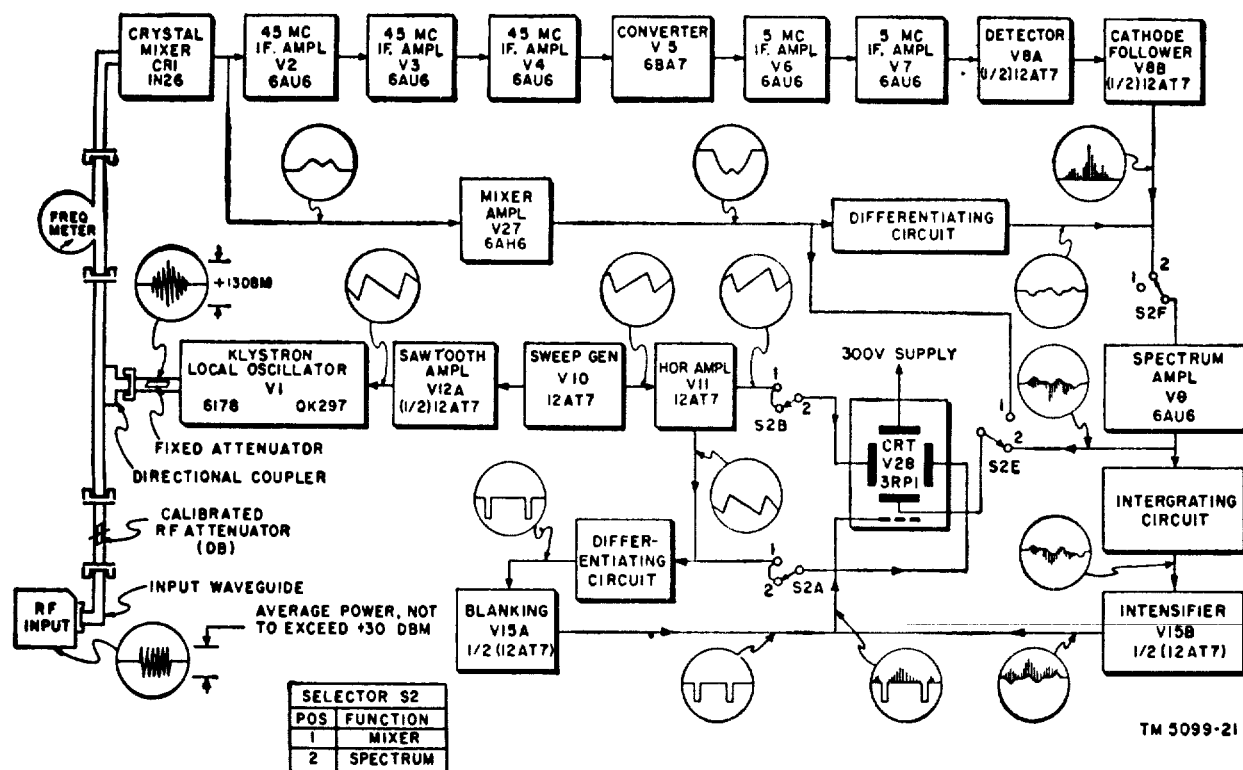 CRYSTAL
MIXER
CR1
1N26
45 MC
IF. AMPL
V2
6AU6
45 MC
IF. AMPL
V3
6AU6
45 MC
IF. AMPL
V4
6AU6
CONVERTER
V 5
6BA7
5 MC
IF. AMPL
V6
6AU6
5 MC
IF. AMPL
V7
6AU6
DETECTOR
V8A
(1/2)12AT7
CATHODE
FOLLOWER
V8B
(1/2)12AT7
MIXER
AMPL
V27
6AH6
DIFFERENTIATING
CIRCUIT
FREQ
METER
+13DBM
1
2
S2F
KLYSTRON
LOCAL OSCILLATOR
V1
6178 QK297
SAWTOOTH
AMPL
V12A
(1/2)12AT7
SWEEP GEN
V10
12AT7
HOR AMPL
V11
12AT7
1
2
S2B
300V SUPPLY
CRT
V28
3RP1
1
2
S2E
SPECTRUM
AMPL
V9
6AU6
FIXED ATTENUATOR
DIRECTIONAL COUPLER
CALIBRATED
RF ATTENUATOR
(DB)
INTERGRATING
CIRCUIT
DIFFER-
ENTIATING
CIRCUIT
1
2
S2A
INPUT WAVEGUIDE
RF
INPUT
AVERAGE POWER, NOT
TO EXCEED +30 DBM
BLANKING
V15A
1/2(12AT7)
INTENSIFIER
V15B
1/2(12AT7)
SELECTOR S2
POS FUNCTION
1 MIXER
2 SPECTRUM
TM 5099-21